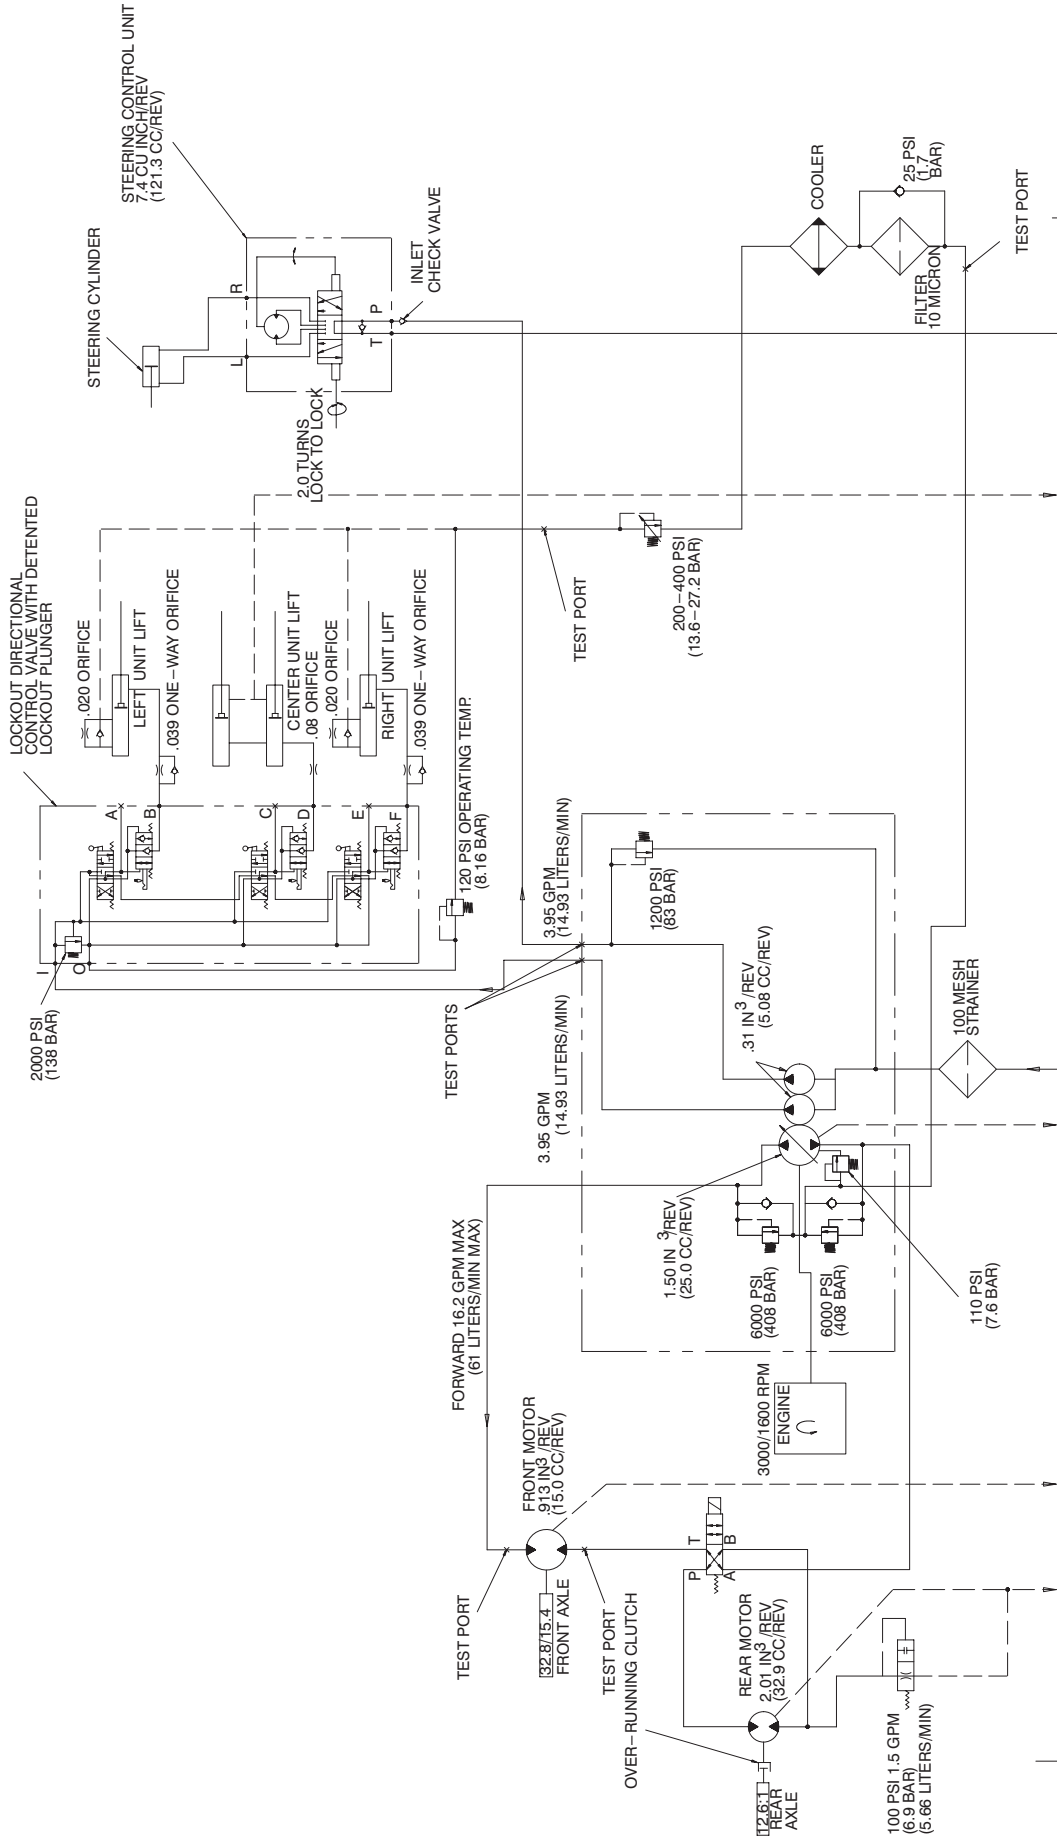 STEERING CONTROL UNIT
7.4 CU INCH/REV
(121.3 CC/REV)
STEERING CYLINDER
L
R
T
P
INLET
CHECK VALVE
2.0 TURNS
LOCK TO LOCK
COOLER
25 PSI
(1.7
BAR)
FILTER
10 MICRON
TEST PORT
LOCKOUT DIRECTIONAL
CONTROL VALVE WITH DETENTED
LOCKOUT PLUNGER
.020 ORIFICE
LEFT UNIT LIFT
.039 ONE-WAY ORIFICE
CENTER UNIT LIFT
.08 ORIFICE
.020 ORIFICE
RIGHT UNIT LIFT
.039 ONE-WAY ORIFICE
A
B
C
D
E
F
I
O
2000 PSI
(138 BAR)
120 PSI OPERATING TEMP.
(8.16 BAR)
TEST PORT
200-400 PSI
(13.6-27.2 BAR)
TEST PORTS
3.95 GPM
(14.93 LITERS/MIN)
3.95 GPM
(14.93 LITERS/MIN)
1200 PSI
(83 BAR)
.31 IN3/REV
(5.08 CC/REV)
100 MESH
STRAINER
1.50 IN3/REV
(25.0 CC/REV)
6000 PSI
(408 BAR)
6000 PSI
(408 BAR)
110 PSI
(7.6 BAR)
FORWARD 16.2 GPM MAX
(61 LITERS/MIN MAX)
3000/1600 RPM
ENGINE
FRONT MOTOR
.913 IN3/REV
(15.0 CC/REV)
TEST PORT
32.8/15.4
FRONT AXLE
TEST PORT
P
T
A
B
OVER-RUNNING CLUTCH
REAR MOTOR
2.01 IN3/REV
(32.9 CC/REV)
12.6:1
REAR
AXLE
100 PSI 1.5 GPM
(6.9 BAR)
(5.66 LITERS/MIN)